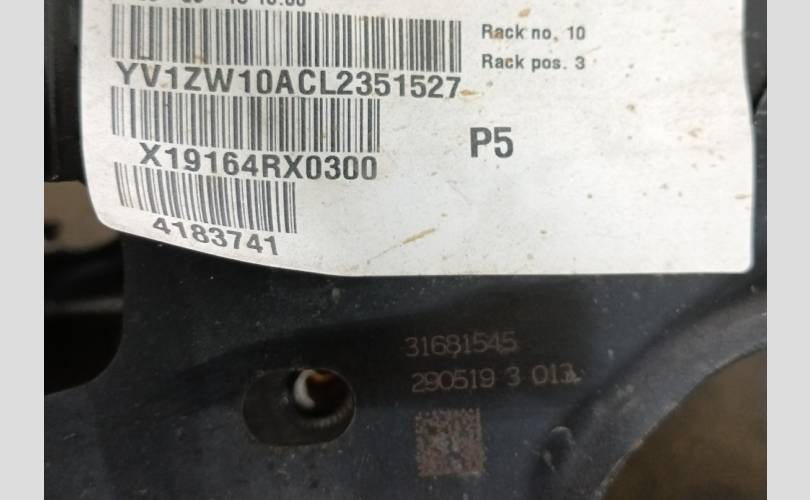 Rack no. 10
Rack pos. 3
YV1ZW10ACL2351527
P5
X19164RX0300
4183741
31681545
290519 3 013